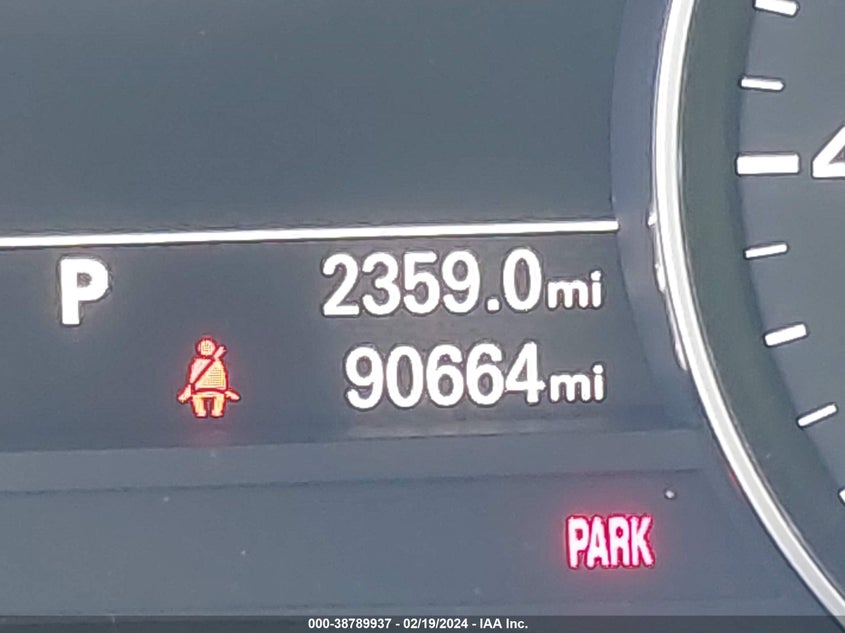 4
P 2359.0mi
90664mi
PARK
000-38789937 - 02/19/2024 - IAA Inc.